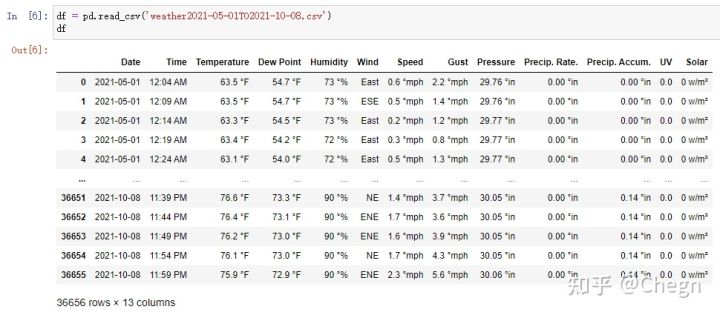 In [6]: df = pd.read_csv('weather2021-05-01TO2021-10-08.csv')
df
Out[6]:
Date Time Temperature Dew Point Humidity Wind Speed Gust Pressure Precip. Rate. Precip. Accum. UV Solar
0 2021-05-01 12:04 AM 63.5 °F 54.7 °F 73 °% East 0.6 °mph 2.2 °mph 29.76 °in 0.00 °in 0.00 °in 0.0 0 w/m²
1 2021-05-01 12:09 AM 63.5 °F 54.7 °F 73 °% ESE 0.5 °mph 1.4 °mph 29.76 °in 0.00 °in 0.00 °in 0.0 0 w/m²
2 2021-05-01 12:14 AM 63.3 °F 54.5 °F 73 °% East 0.2 °mph 1.2 °mph 29.77 °in 0.00 °in 0.00 °in 0.0 0 w/m²
3 2021-05-01 12:19 AM 63.4 °F 54.2 °F 72 °% East 0.3 °mph 0.8 °mph 29.77 °in 0.00 °in 0.00 °in 0.0 0 w/m²
4 2021-05-01 12:24 AM 63.1 °F 54.0 °F 72 °% East 0.5 °mph 1.3 °mph 29.77 °in 0.00 °in 0.00 °in 0.0 0 w/m²
... ... ... ... ... ... ... ... ... ... ... ... ... ...
36651 2021-10-08 11:39 PM 76.6 °F 73.3 °F 90 °% NE 1.4 °mph 3.7 °mph 30.05 °in 0.00 °in 0.14 °in 0.0 0 w/m²
36652 2021-10-08 11:44 PM 76.4 °F 73.1 °F 90 °% ENE 1.7 °mph 3.6 °mph 30.05 °in 0.00 °in 0.14 °in 0.0 0 w/m²
36653 2021-10-08 11:49 PM 76.2 °F 73.0 °F 90 °% ENE 1.6 °mph 3.9 °mph 30.05 °in 0.00 °in 0.14 °in 0.0 0 w/m²
36654 2021-10-08 11:54 PM 76.1 °F 73.0 °F 90 °% NE 1.7 °mph 4.3 °mph 30.05 °in 0.00 °in 0.14 °in 0.0 0 w/m²
36655 2021-10-08 11:59 PM 75.9 °F 72.9 °F 90 °% ENE 2.3 °mph 5.6 °mph 30.06 °in 0.00 °in 0.14 °in 0.0 0 w/m²
36656 rows × 13 columns
知乎 @Chegn